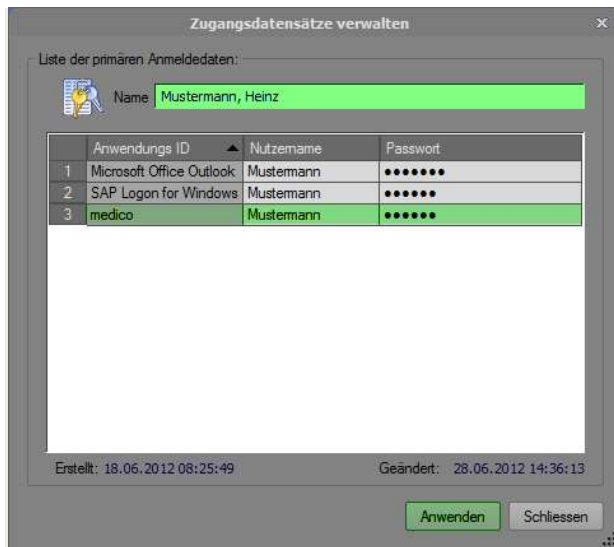 Zugangsdatensätze verwalten
Liste der primären Anmeldedaten:
Name Mustermann, Heinz
Anwendungs ID Nutzername Passwort
1 Microsoft Office Outlook Mustermann •••••••
2 SAP Logon for Windows Mustermann ••••••
3 medico Mustermann ••••••
Erstellt: 18.06.2012 08:25:49 Geändert: 28.06.2012 14:36:13
Anwenden Schliessen